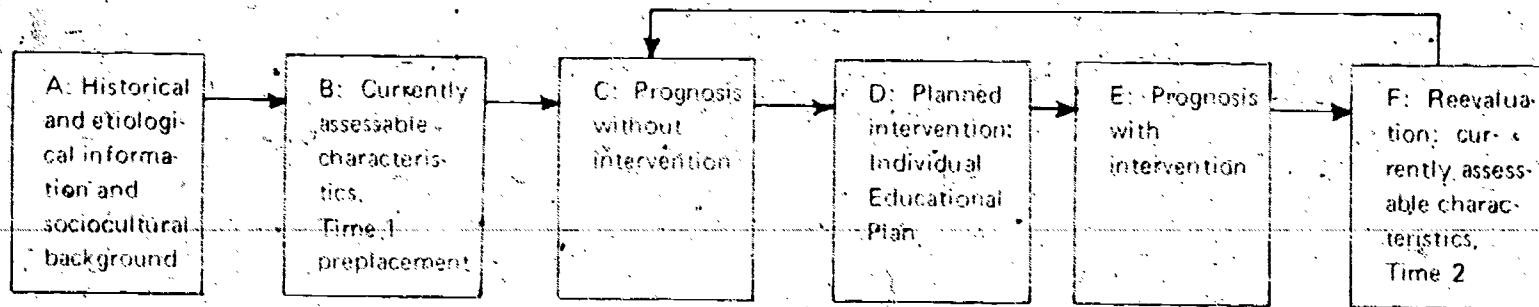 A: Historical
and etiologi-
cal informa-
tion and
sociocultural
background
B: Currently
assessable
characteris-
tics,
Time 1
preplacement
C: Prognosis
without
intervention
D: Planned
intervention:
Individual
Educational
Plan
E: Prognosis
with
intervention
F: Reevalua-
tion; cur-
rently assess-
able charac-
teristics,
Time 2